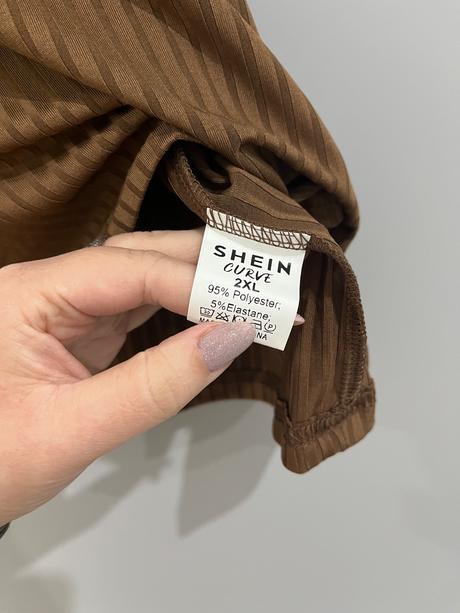 SHEIN
CURVE
2XL
95% Polyester;
5%Elastane;